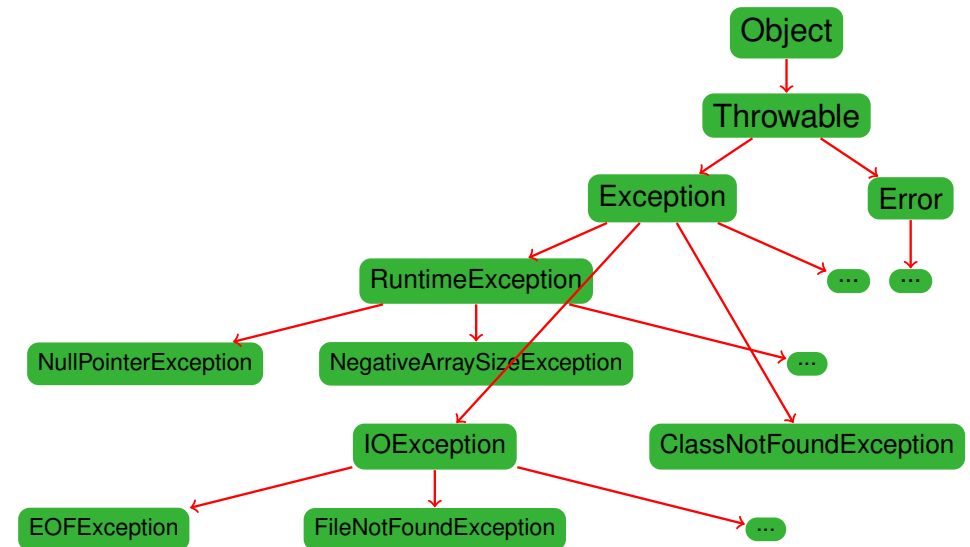 Object
Throwable
Exception
Error
RuntimeException
...
...
NullPointerException
NegativeArraySizeException
...
IOException
ClassNotFoundException
EOFException
FileNotFoundException
...